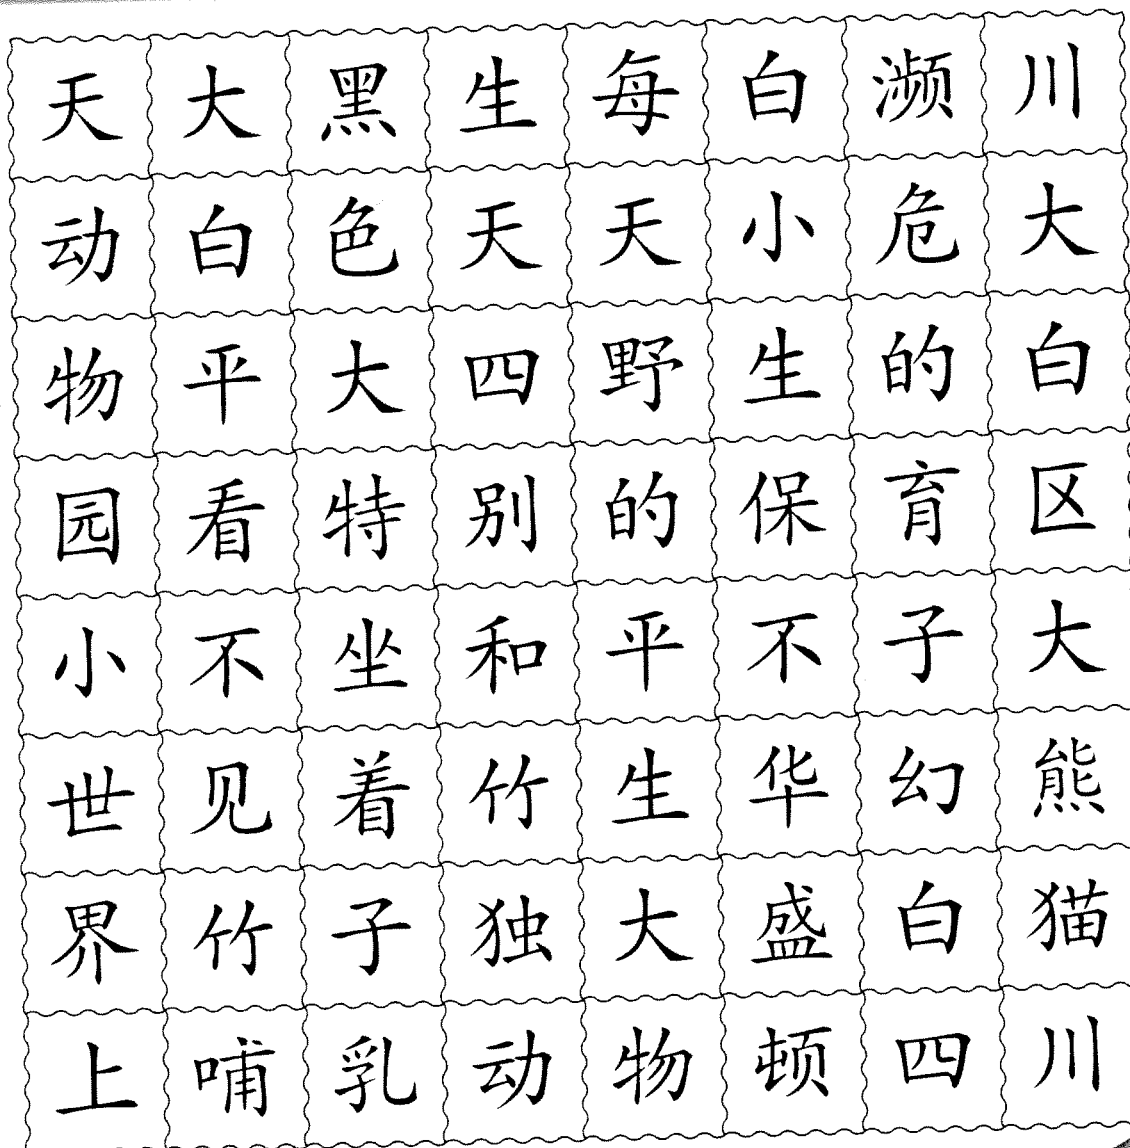 天大黑生每白濒川
动白色天天小危大
物平大四野生的白
园看特别的保育区
小不坐和平不子大
世见着竹生华幻熊
界竹子独大盛白猫
上哺乳动物顿四川